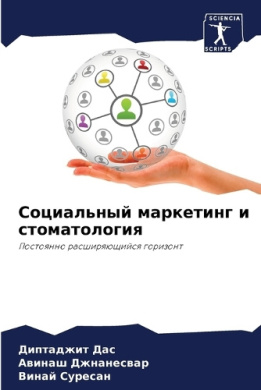 SCIENCIA
SCRIPTS
Социальный маркетинг и
стоматология
Постоянно расширяющийся горизонт
Диптаджит Дас
Авинаш Джнанесвар
Винай Суресан